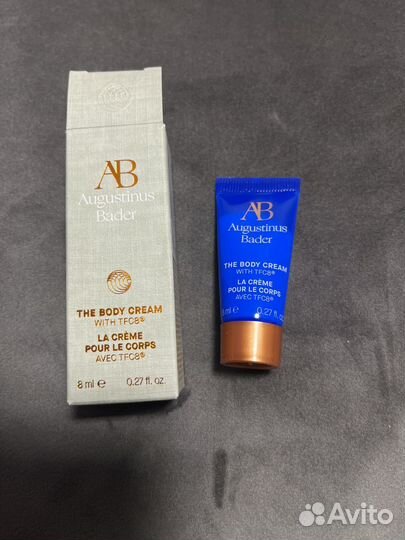 AB
Augustinus
Bader
THE BODY CREAM
WITH TFC8®
LA CRÈME
POUR LE CORPS
AVEC TFC8®
8 ml e 0.27 fl. oz.
AB
Augustinus
Bader
THE BODY CREAM
WITH TFC8®
LA CRÈME
POUR LE CORPS
AVEC TFC8®
8 ml e 0.27 fl. oz.
Avito